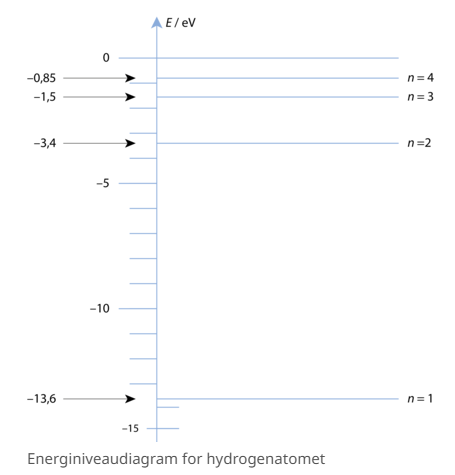 E / eV
0
–0,85 n = 4
–1,5 n = 3
–3,4 n =2
–5
–10
–13,6 n = 1
–15
Energiniveaudiagram for hydrogenatomet